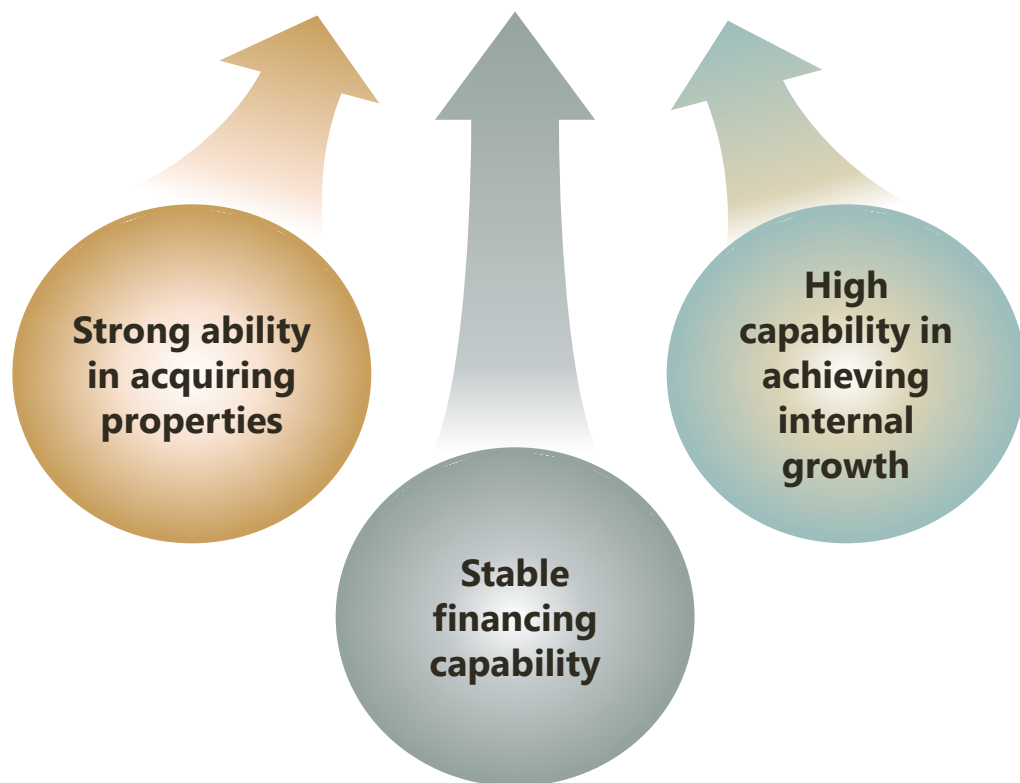 Strong ability
in acquiring
properties
High
capability in
achieving
internal
growth
Stable
financing
capability